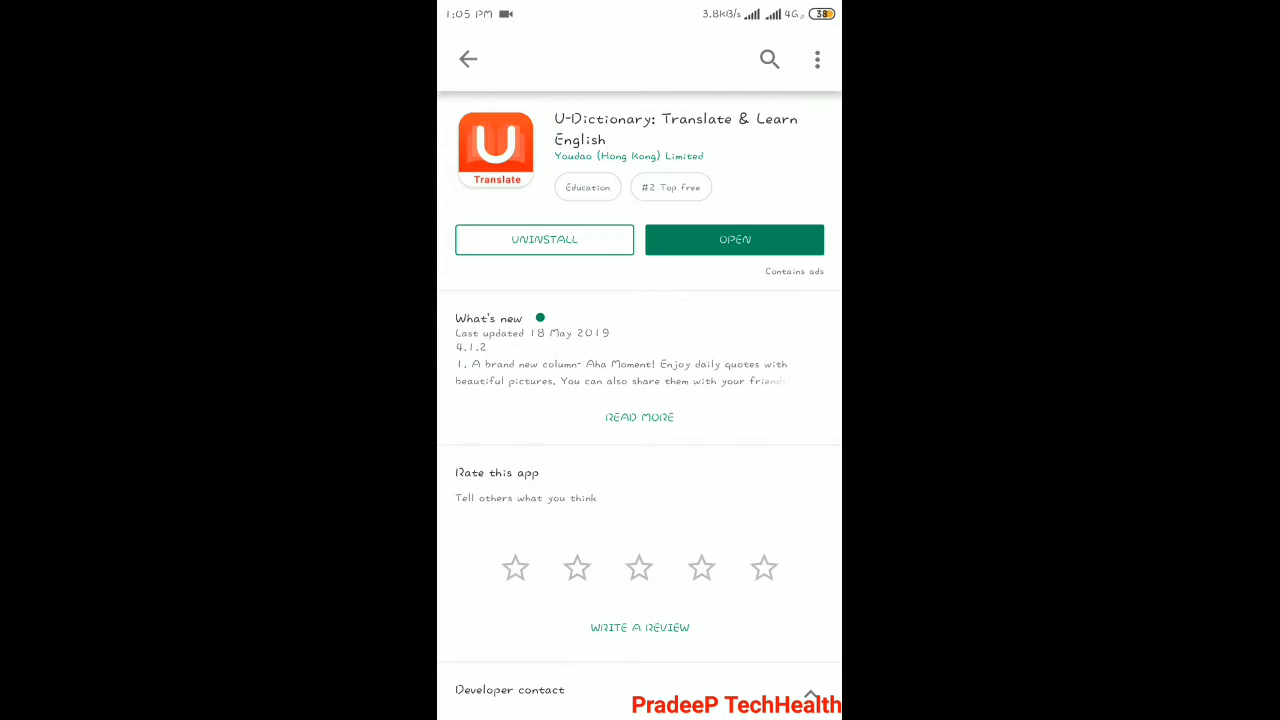 1:05 PM 3.8KB/s 4G 38
U-Dictionary: Translate & Learn
English
Youdao (Hong Kong) Limited
U
Translate
Education #2 Top free
UNINSTALL OPEN
Contains ads
What's new
Last updated 18 May 2019
4.1.2
1. A brand new column- Aha Moment! Enjoy daily quotes with
beautiful pictures. You can also share them with your friends
READ MORE
Rate this app
Tell others what you think
WRITE A REVIEW
Developer contact
PradeeP TechHealth